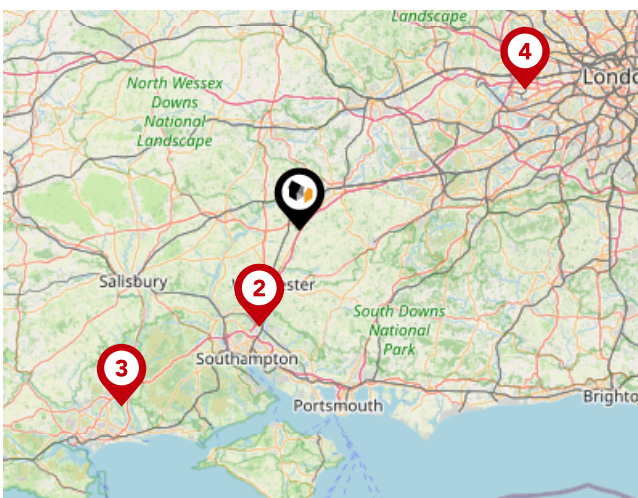 Landscape
4
Londo
North Wessex
Downs
National
Landscape
Salisbury
W
ester
2
South Downs
National
Park
Southampton
3
Portsmouth
Brighto